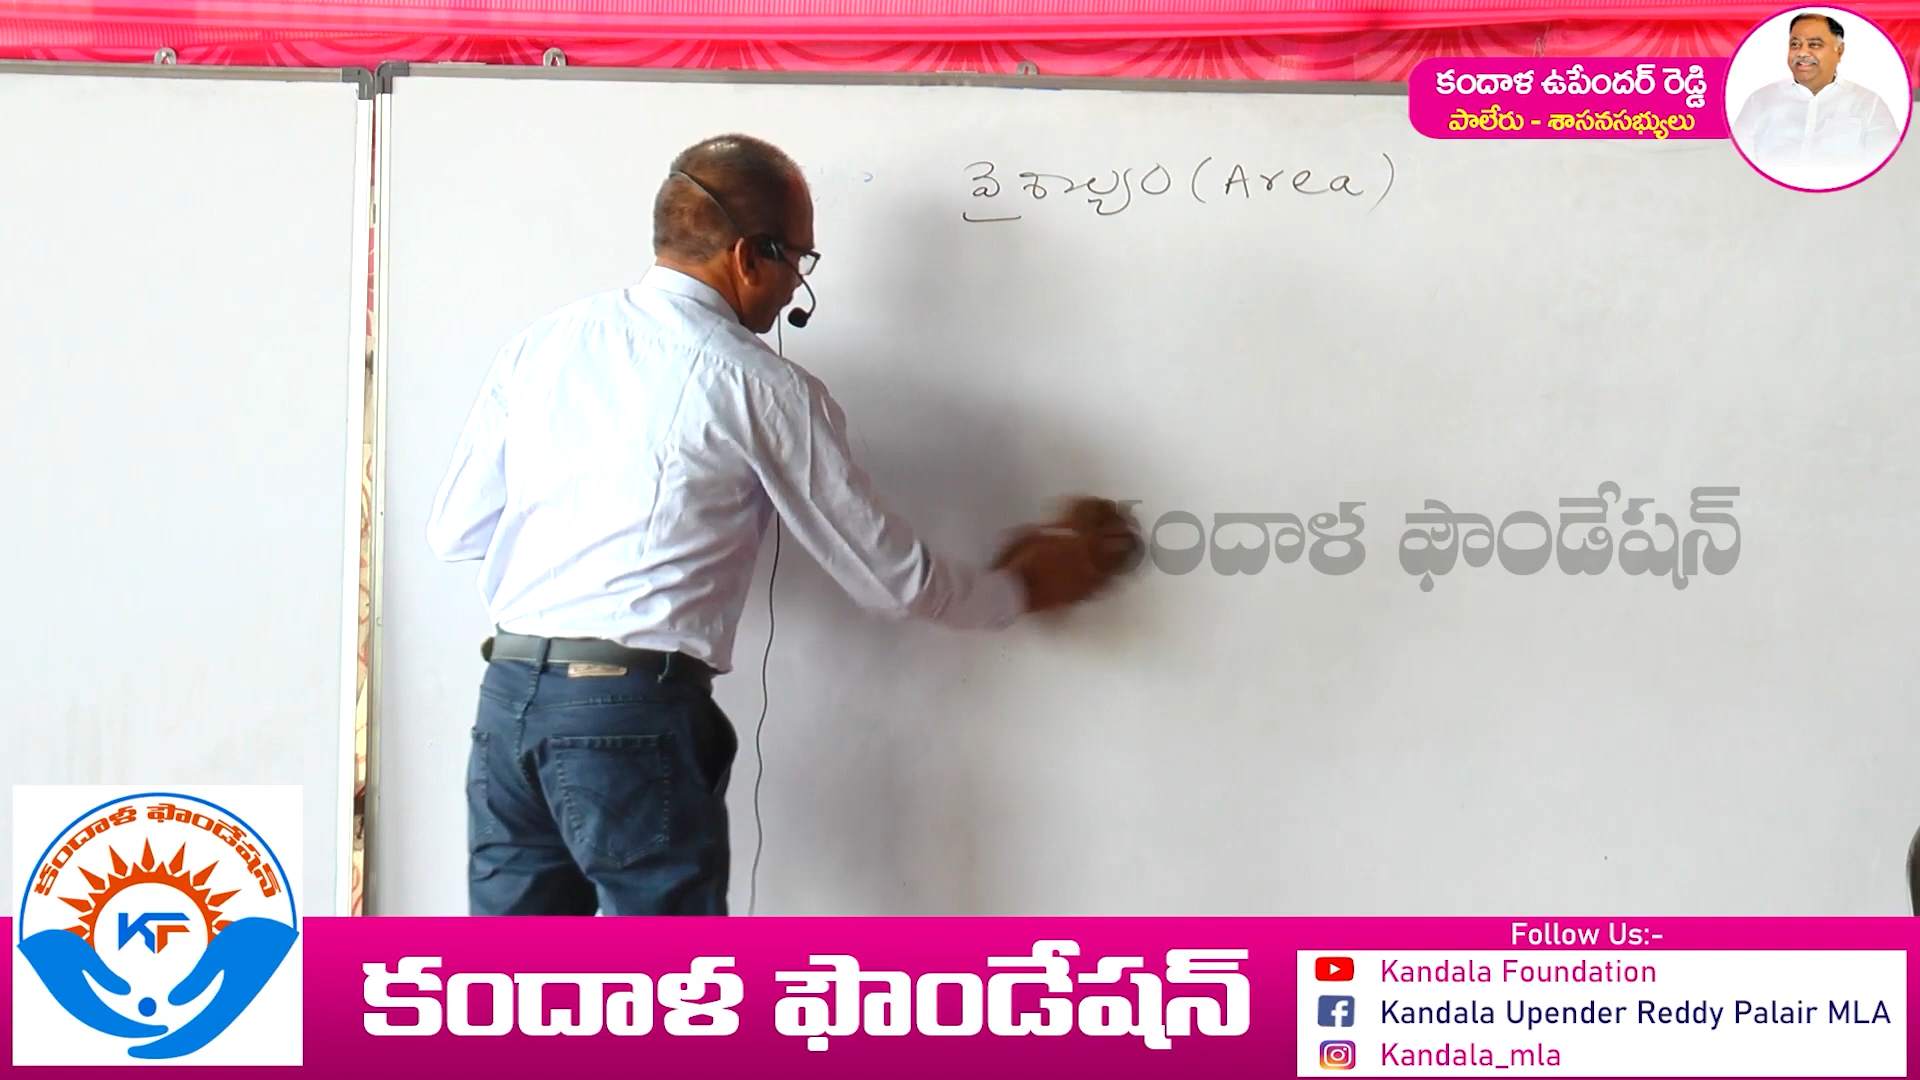 కందాళ ఉపేందర్ రెడ్డి
పాలేరు - శాసనసభ్యులు
వైశాల్యం (Area)
కందాళ ఫౌండేషన్
కందాళ ఫౌండేషన్
KF
కందాళ ఫౌండేషన్
Follow Us:-
Kandala Foundation
Kandala Upender Reddy Palair MLA
Kandala_mla